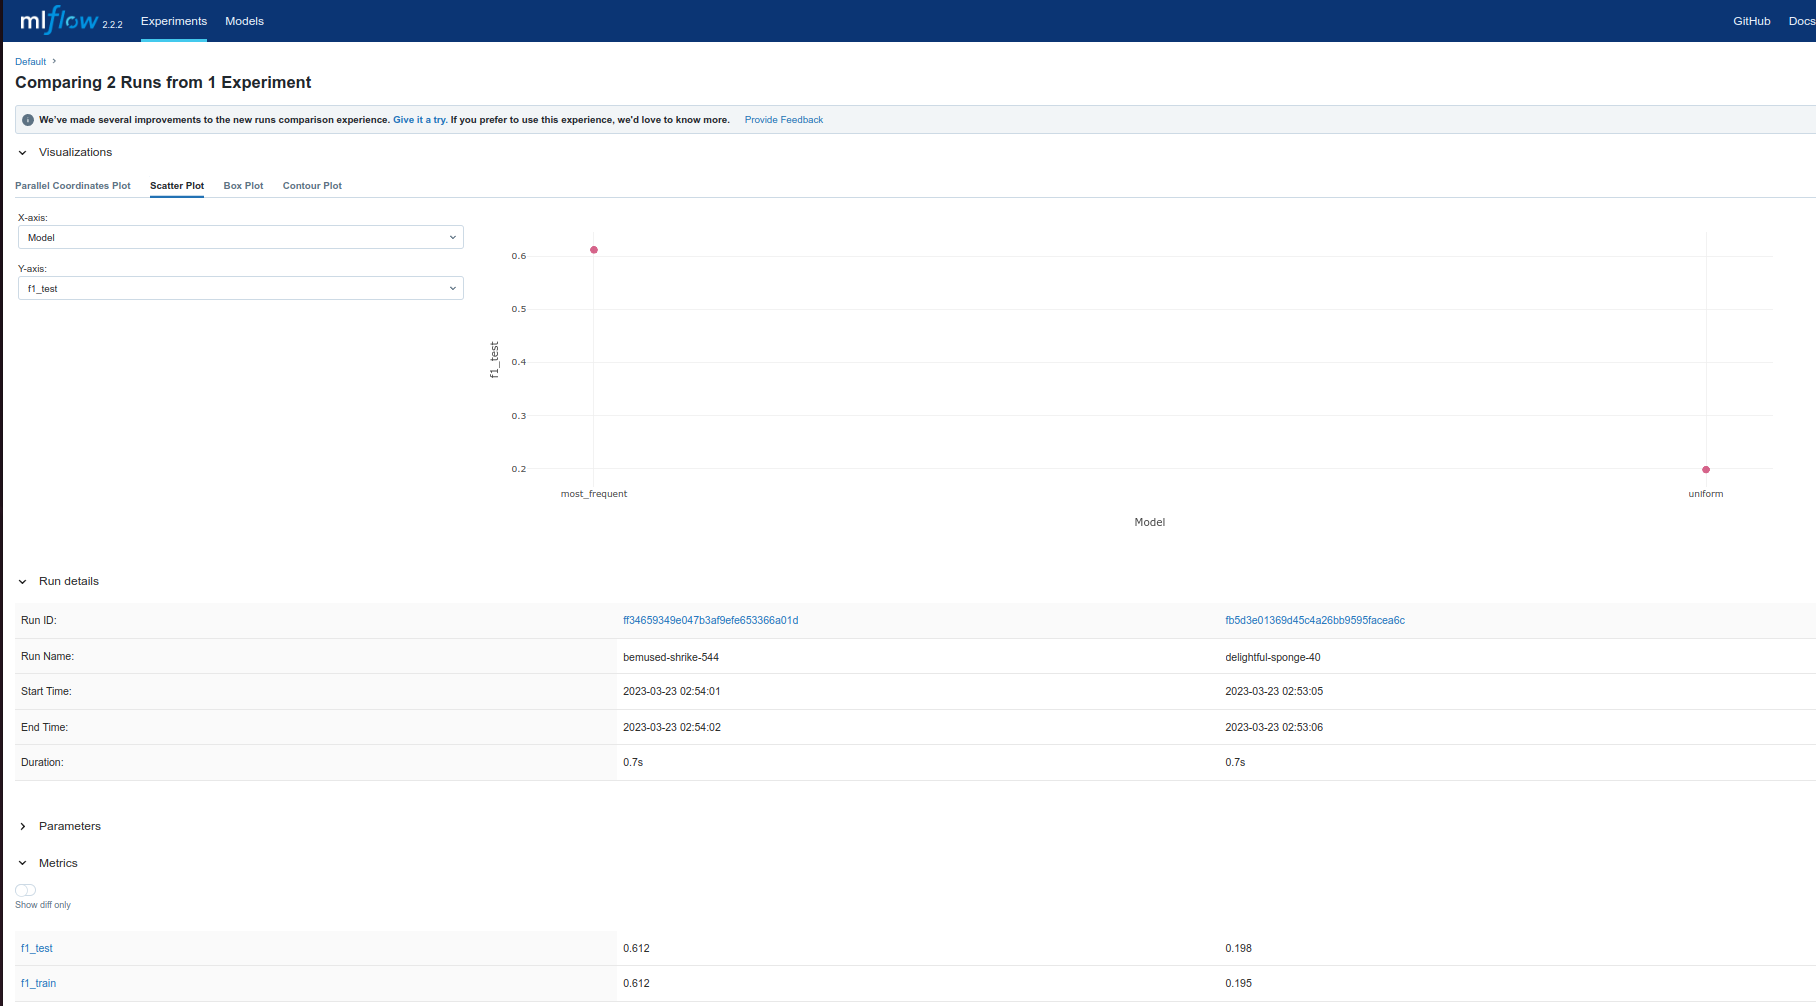 mlflow 2.2.2 Experiments Models GitHub Docs
Default
Comparing 2 Runs from 1 Experiment
We've made several improvements to the new runs comparison experience. Give it a try. If you prefer to use this experience, we'd love to know more. Provide Feedback
Visualizations
Parallel Coordinates Plot Scatter Plot Box Plot Contour Plot
X-axis:
Model
Y-axis:
f1_test
0.6
0.5
0.4
0.3
0.2
f1_test
most_frequent uniform
Model
Run details
Run ID: ff34659349e047b3af9efe653366a01d fb5d3e01369d45c4a26bb9595facea6c
Run Name: bemused-shrike-544 delightful-sponge-40
Start Time: 2023-03-23 02:54:01 2023-03-23 02:53:05
End Time: 2023-03-23 02:54:02 2023-03-23 02:53:06
Duration: 0.7s 0.7s
Parameters
Metrics
Show diff only
f1_test 0.612 0.198
f1_train 0.612 0.195